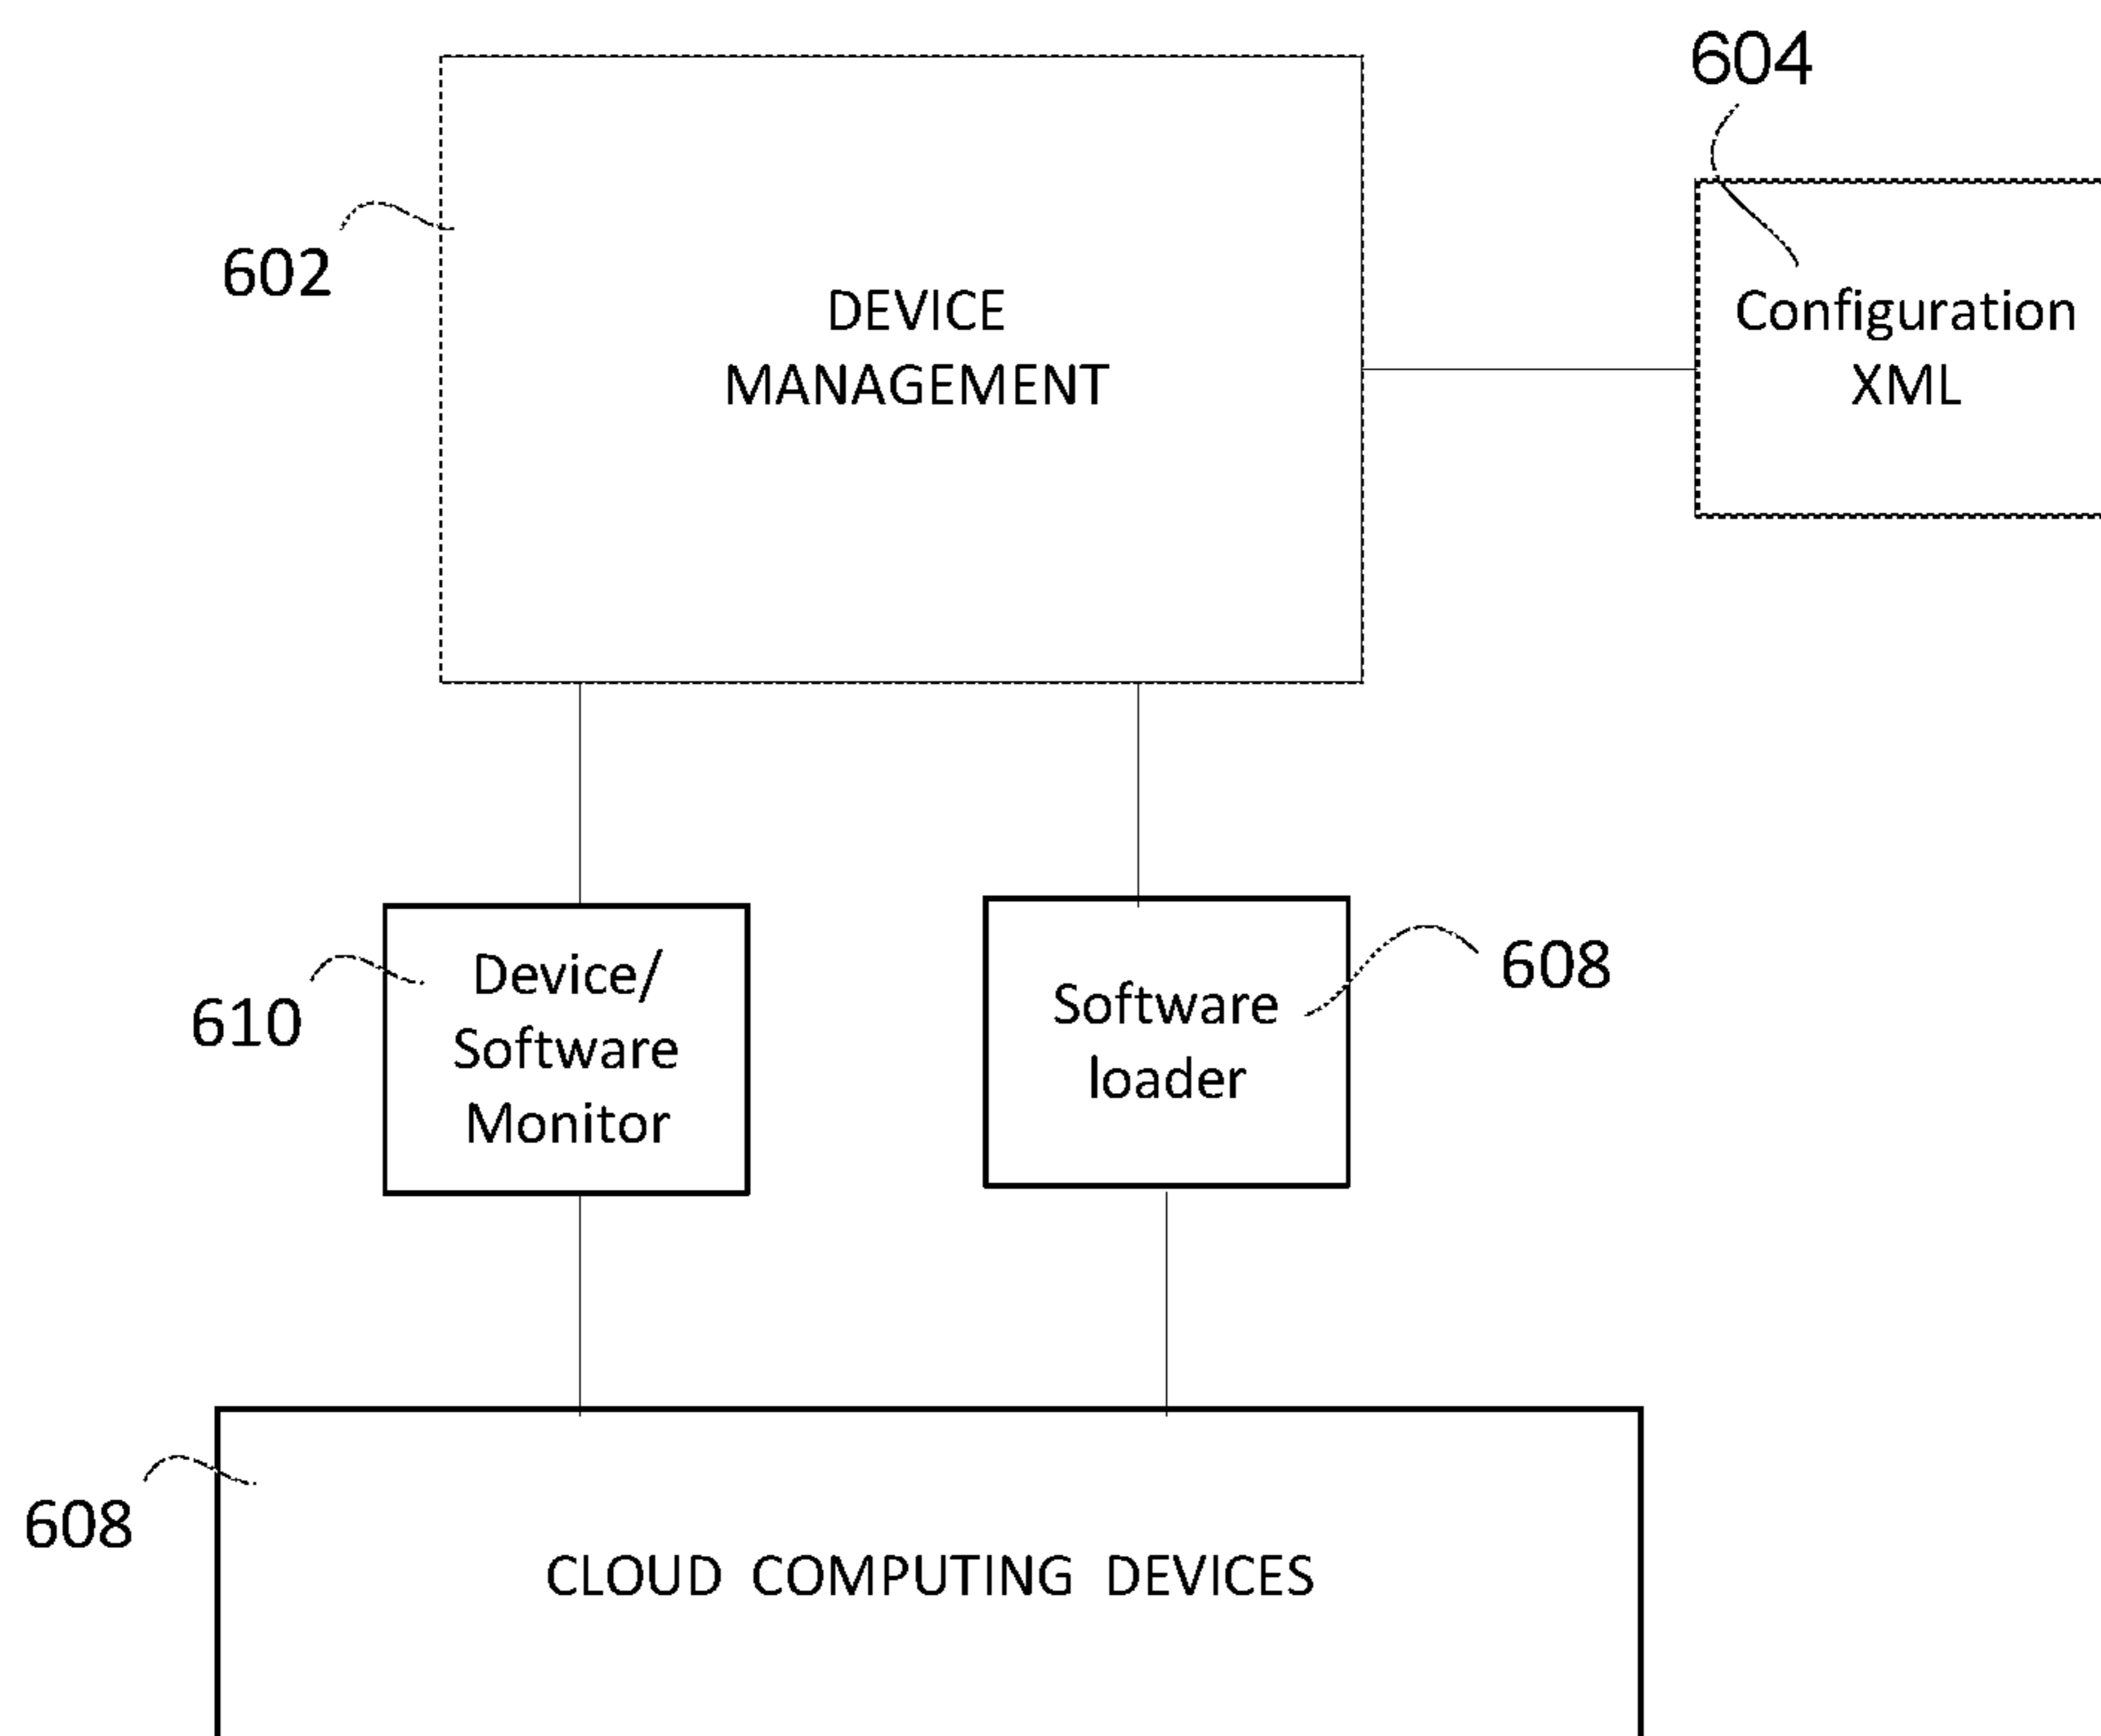 604
602
DEVICE
MANAGEMENT
Configuration
XML
610
Device/
Software
Monitor
Software
loader
608
608
CLOUD COMPUTING DEVICES